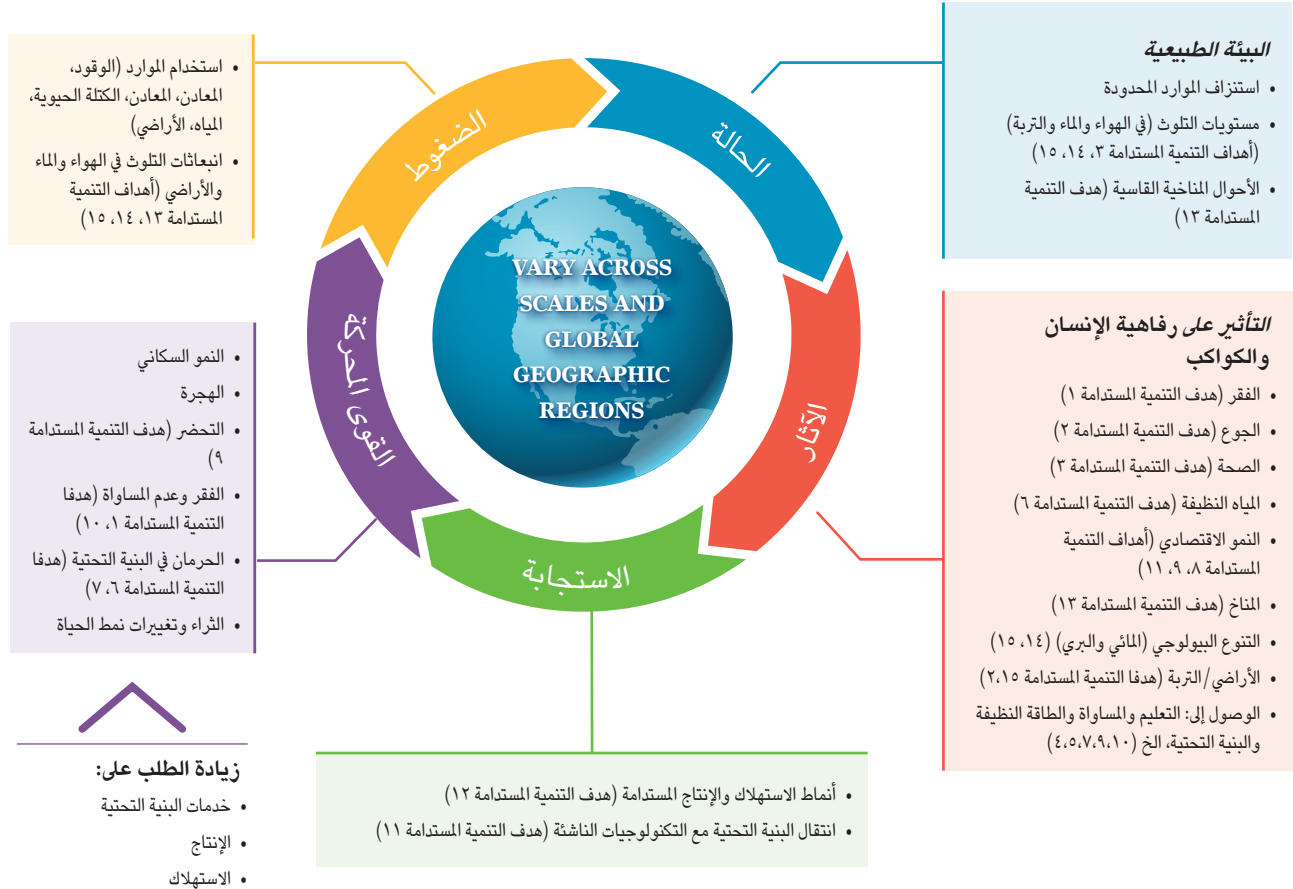 البيئة الطبيعية
• استنزاف الموارد المحدودة
• مستويات التلوث (في الهواء والماء والتربة)
(أهداف التنمية المستدامة ٣، ١٤، ١٥)
• الأحوال المناخية القاسية (هدف التنمية
المستدامة ١٣)
• استخدام الموارد (الوقود،
المعادن، المعادن، الكتلة الحيوية،
المياه، الأراضي)
• انبعاثات التلوث في الهواء والماء
والأراضي (أهداف التنمية
المستدامة ١٣، ١٤، ١٥)
الضغوط
الحالة
القوى المحركة
الآثار
الاستجابة
VARY ACROSS
SCALES AND
GLOBAL
GEOGRAPHIC
REGIONS
التأثير على رفاهية الإنسان
والكواكب
• الفقر (هدف التنمية المستدامة ١)
• الجوع (هدف التنمية المستدامة ٢)
• الصحة (هدف التنمية المستدامة ٣)
• المياه النظيفة (هدف التنمية المستدامة ٦)
• النمو الاقتصادي (أهداف التنمية
المستدامة ٨، ٩، ١١)
• المناخ (هدف التنمية المستدامة ١٣)
• التنوع البيولوجي (المائي والبري) (١٤، ١٥)
• الأراضي/التربة (هدفا التنمية المستدامة ٢،١٥)
• الوصول إلى: التعليم والمساواة والطاقة النظيفة
والبنية التحتية، الخ (٤،٥،٧،٩،١٠)
• النمو السكاني
• الهجرة
• التحضر (هدف التنمية المستدامة
٩)
• الفقر وعدم المساواة (هدفا
التنمية المستدامة ١، ١٠)
• الحرمان في البنية التحتية (هدفا
التنمية المستدامة ٦، ٧)
• الثراء وتغييرات نمط الحياة
زيادة الطلب على:
• خدمات البنية التحتية
• الإنتاج
• الاستهلاك
• أنماط الاستهلاك والإنتاج المستدامة (هدف التنمية المستدامة ١٢)
• انتقال البنية التحتية مع التكنولوجيات الناشئة (هدف التنمية المستدامة ١١)